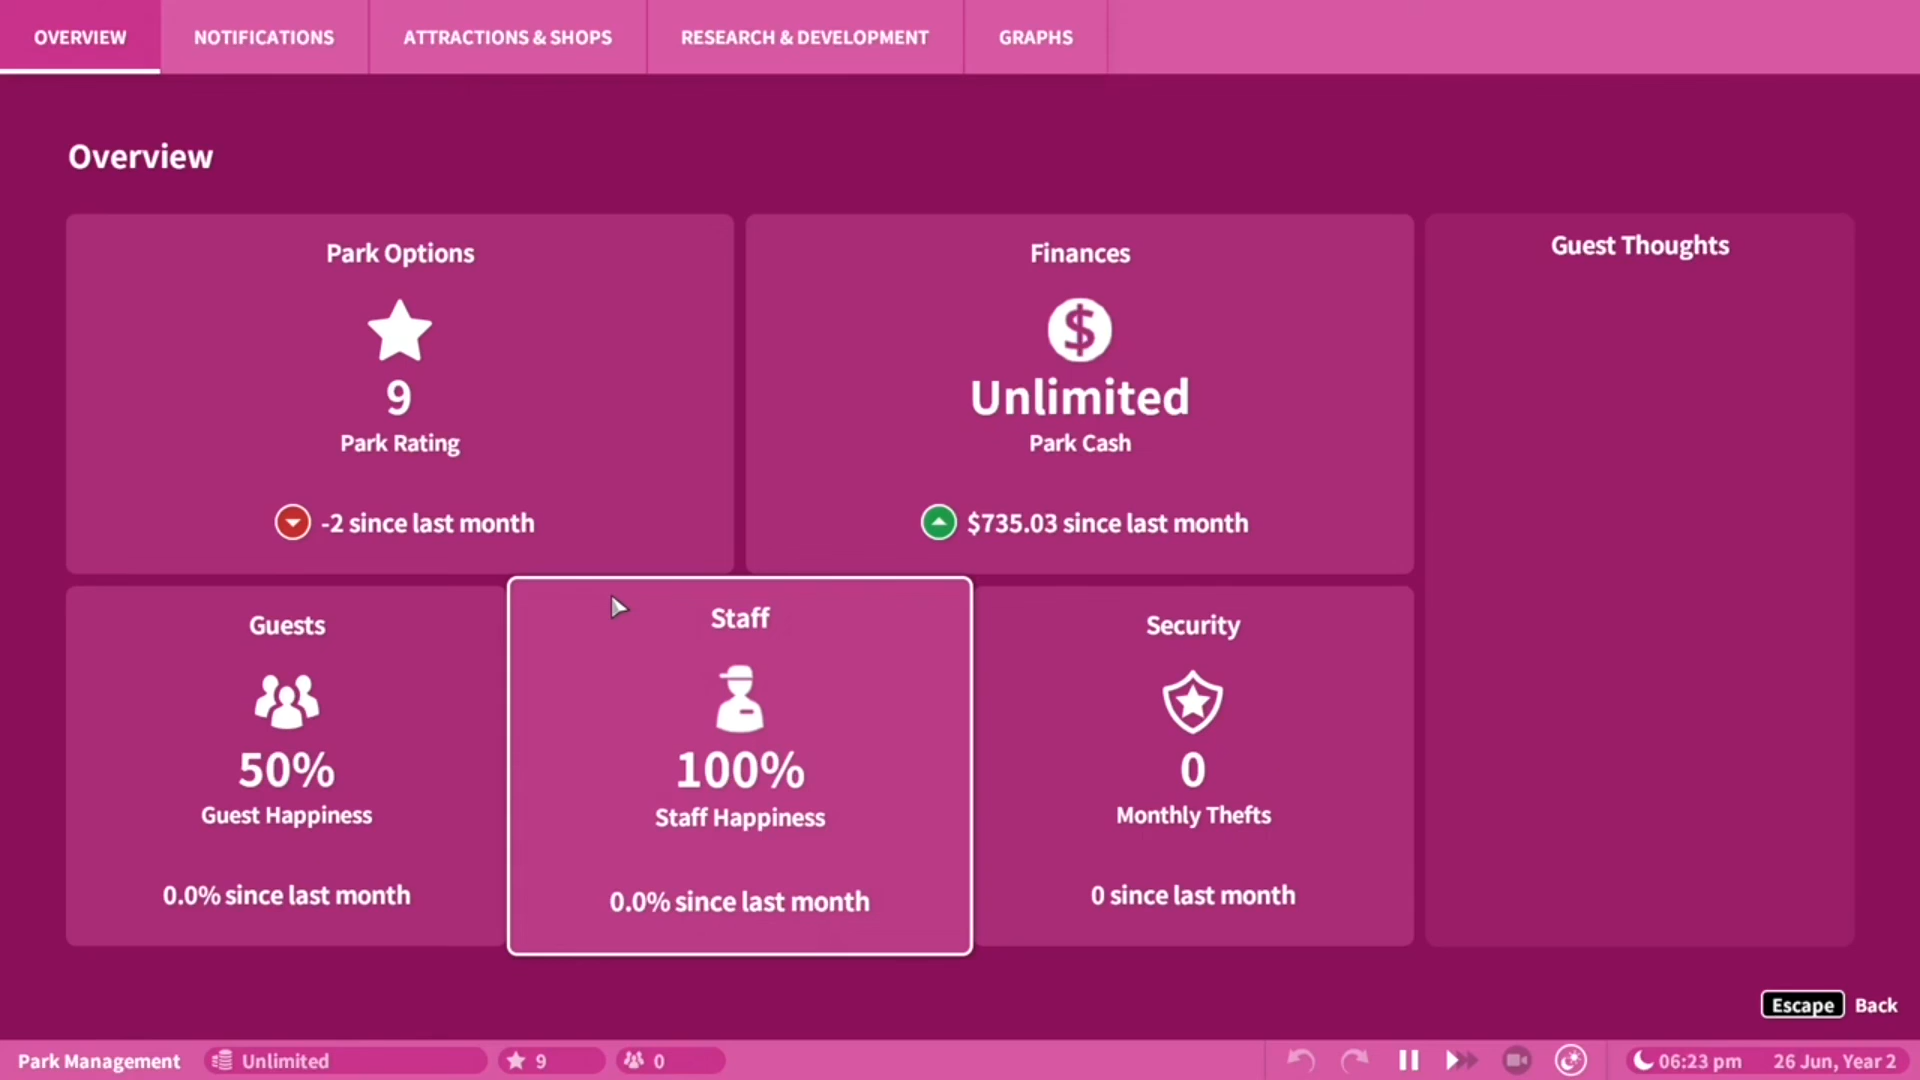 OVERVIEW
NOTIFICATIONS
ATTRACTIONS & SHOPS
RESEARCH & DEVELOPMENT
GRAPHS
Overview
Park Options
9
Park Rating
-2 since last month
Finances
$
Unlimited
Park Cash
$735.03 since last month
Guest Thoughts
Guests
50%
Guest Happiness
0.0% since last month
Staff
100%
Staff Happiness
0.0% since last month
Security
0
Monthly Thefts
0 since last month
Escape Back
Park Management
Unlimited
9
0
06:23 pm
26 Jun, Year 2